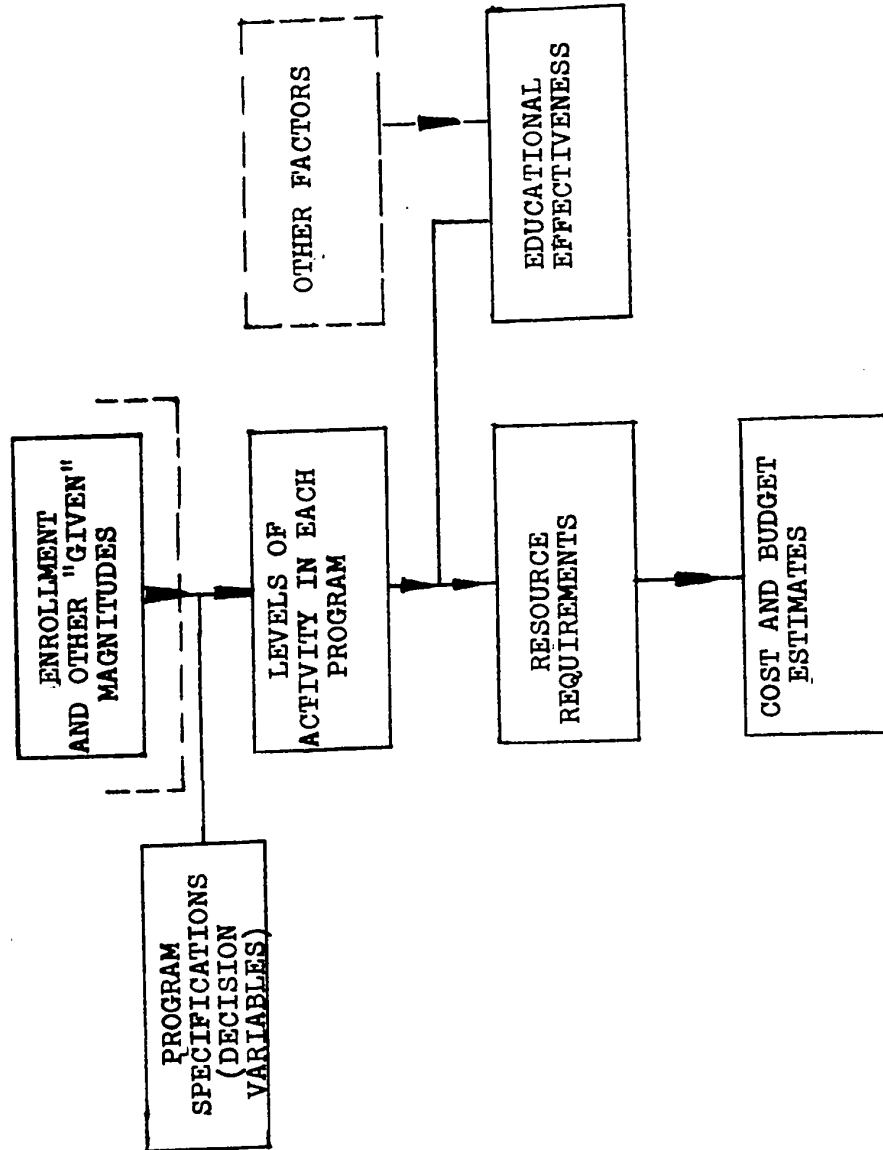 PROGRAM
SPECIFICATIONS
(DECISION
VARIABLES)
ENROLLMENT
AND OTHER "GIVEN"
MAGNITUDES
LEVELS OF
ACTIVITY IN EACH
PROGRAM
RESOURCE
REQUIREMENTS
COST AND BUDGET
ESTIMATES
OTHER FACTORS
EDUCATIONAL
EFFECTIVENESS